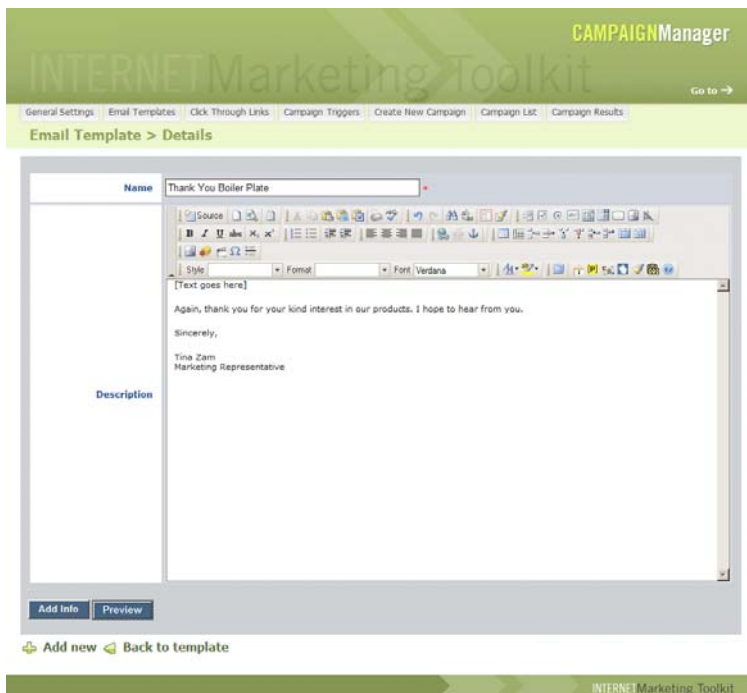 CAMPAIGNManager
INTERNETMarketing Toolkit
Go to →
General Settings Email Templates Click Through Links Campaign Triggers Create New Campaign Campaign List Campaign Results
Email Template > Details
Name Thank You Boiler Plate *
Source
B I U abc X₂ x²
Style Format Font Verdana
[Text goes here]
Again, thank you for your kind interest in our products. I hope to hear from you.
Sincerely,
Tina Zam
Marketing Representative
Description
Add Info Preview
Add new Back to template
INTERNETMarketing Toolkit